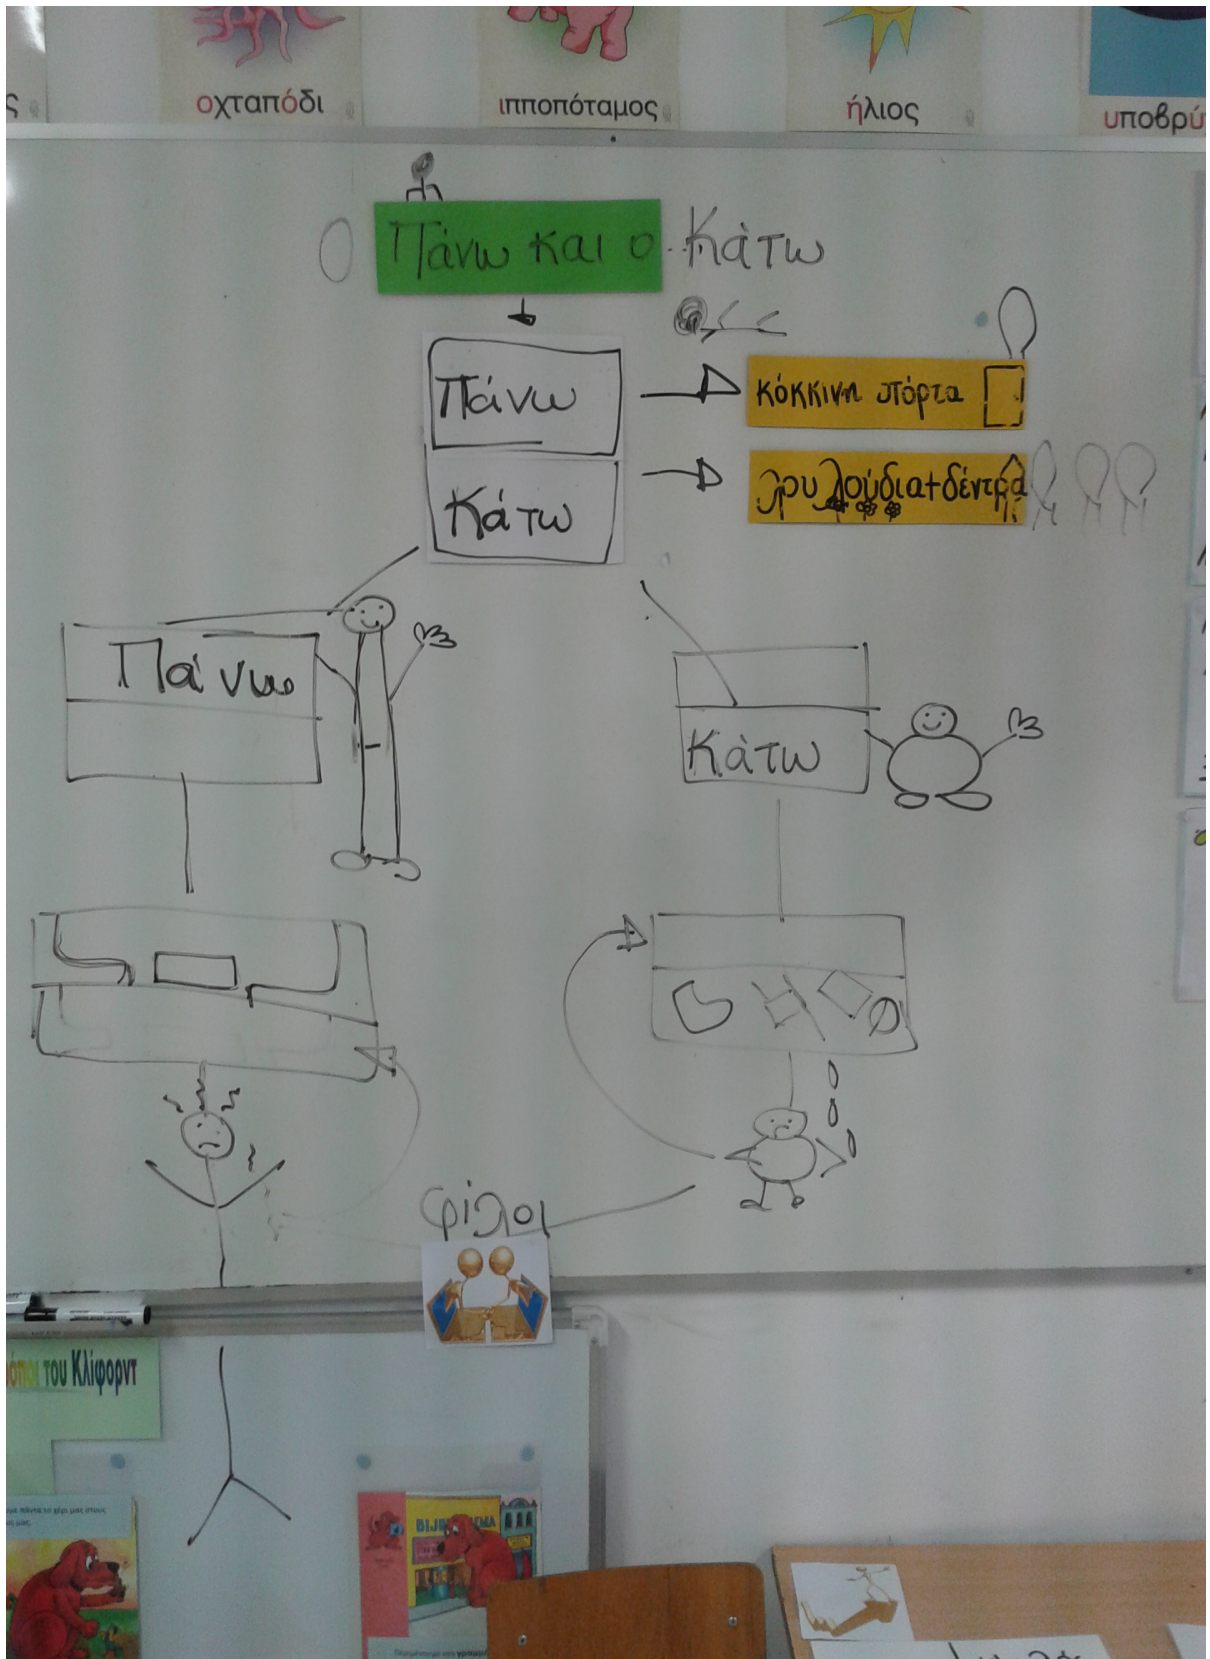 οχταπόδι
ιπποπόταμος
ήλιος
υποβρύ
Ο Πάνω και ο Κάτω
Πάνω
κόκκινη πόρτα
Κάτω
λουλούδια+δέντρα
Πάνω
Κάτω
φίλοι
του Κλίφορντ